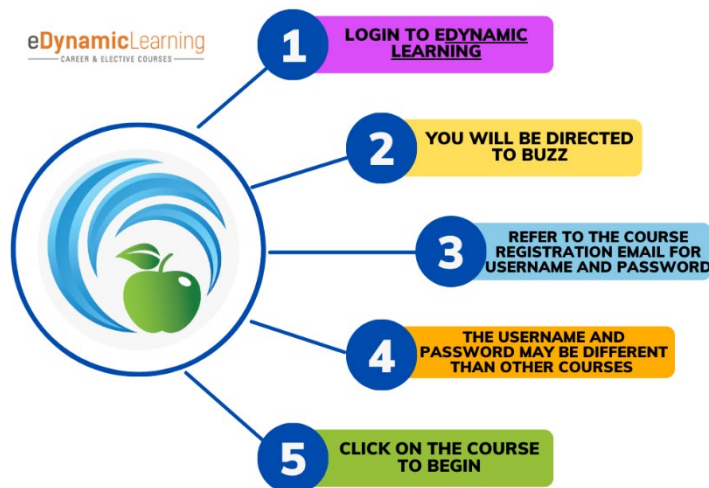 eDynamicLearning
CAREER & ELECTIVE COURSES
1
LOGIN TO EDYNAMIC
LEARNING
2
YOU WILL BE DIRECTED
TO BUZZ
3
REFER TO THE COURSE
REGISTRATION EMAIL FOR
USERNAME AND PASSWORD
4
THE USERNAME AND
PASSWORD MAY BE DIFFERENT
THAN OTHER COURSES
5
CLICK ON THE COURSE
TO BEGIN